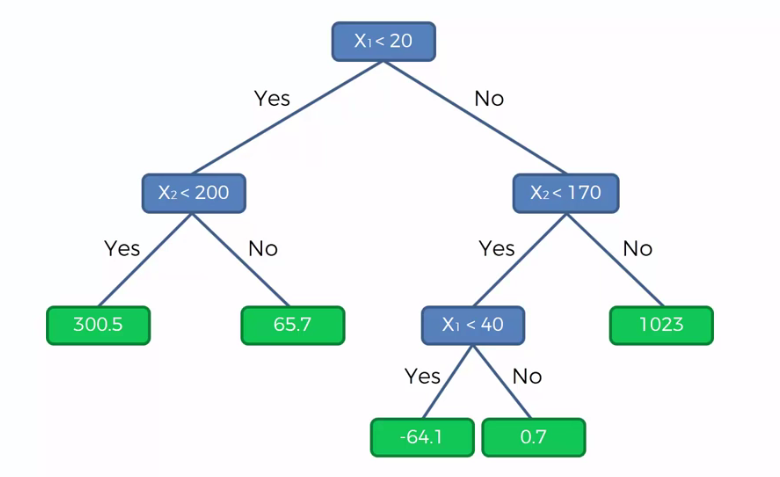 X₁ < 20
Yes
No
X₂ < 200
X₂ < 170
Yes
No
Yes
No
300.5
65.7
X₁ < 40
1023
Yes
No
-64.1
0.7